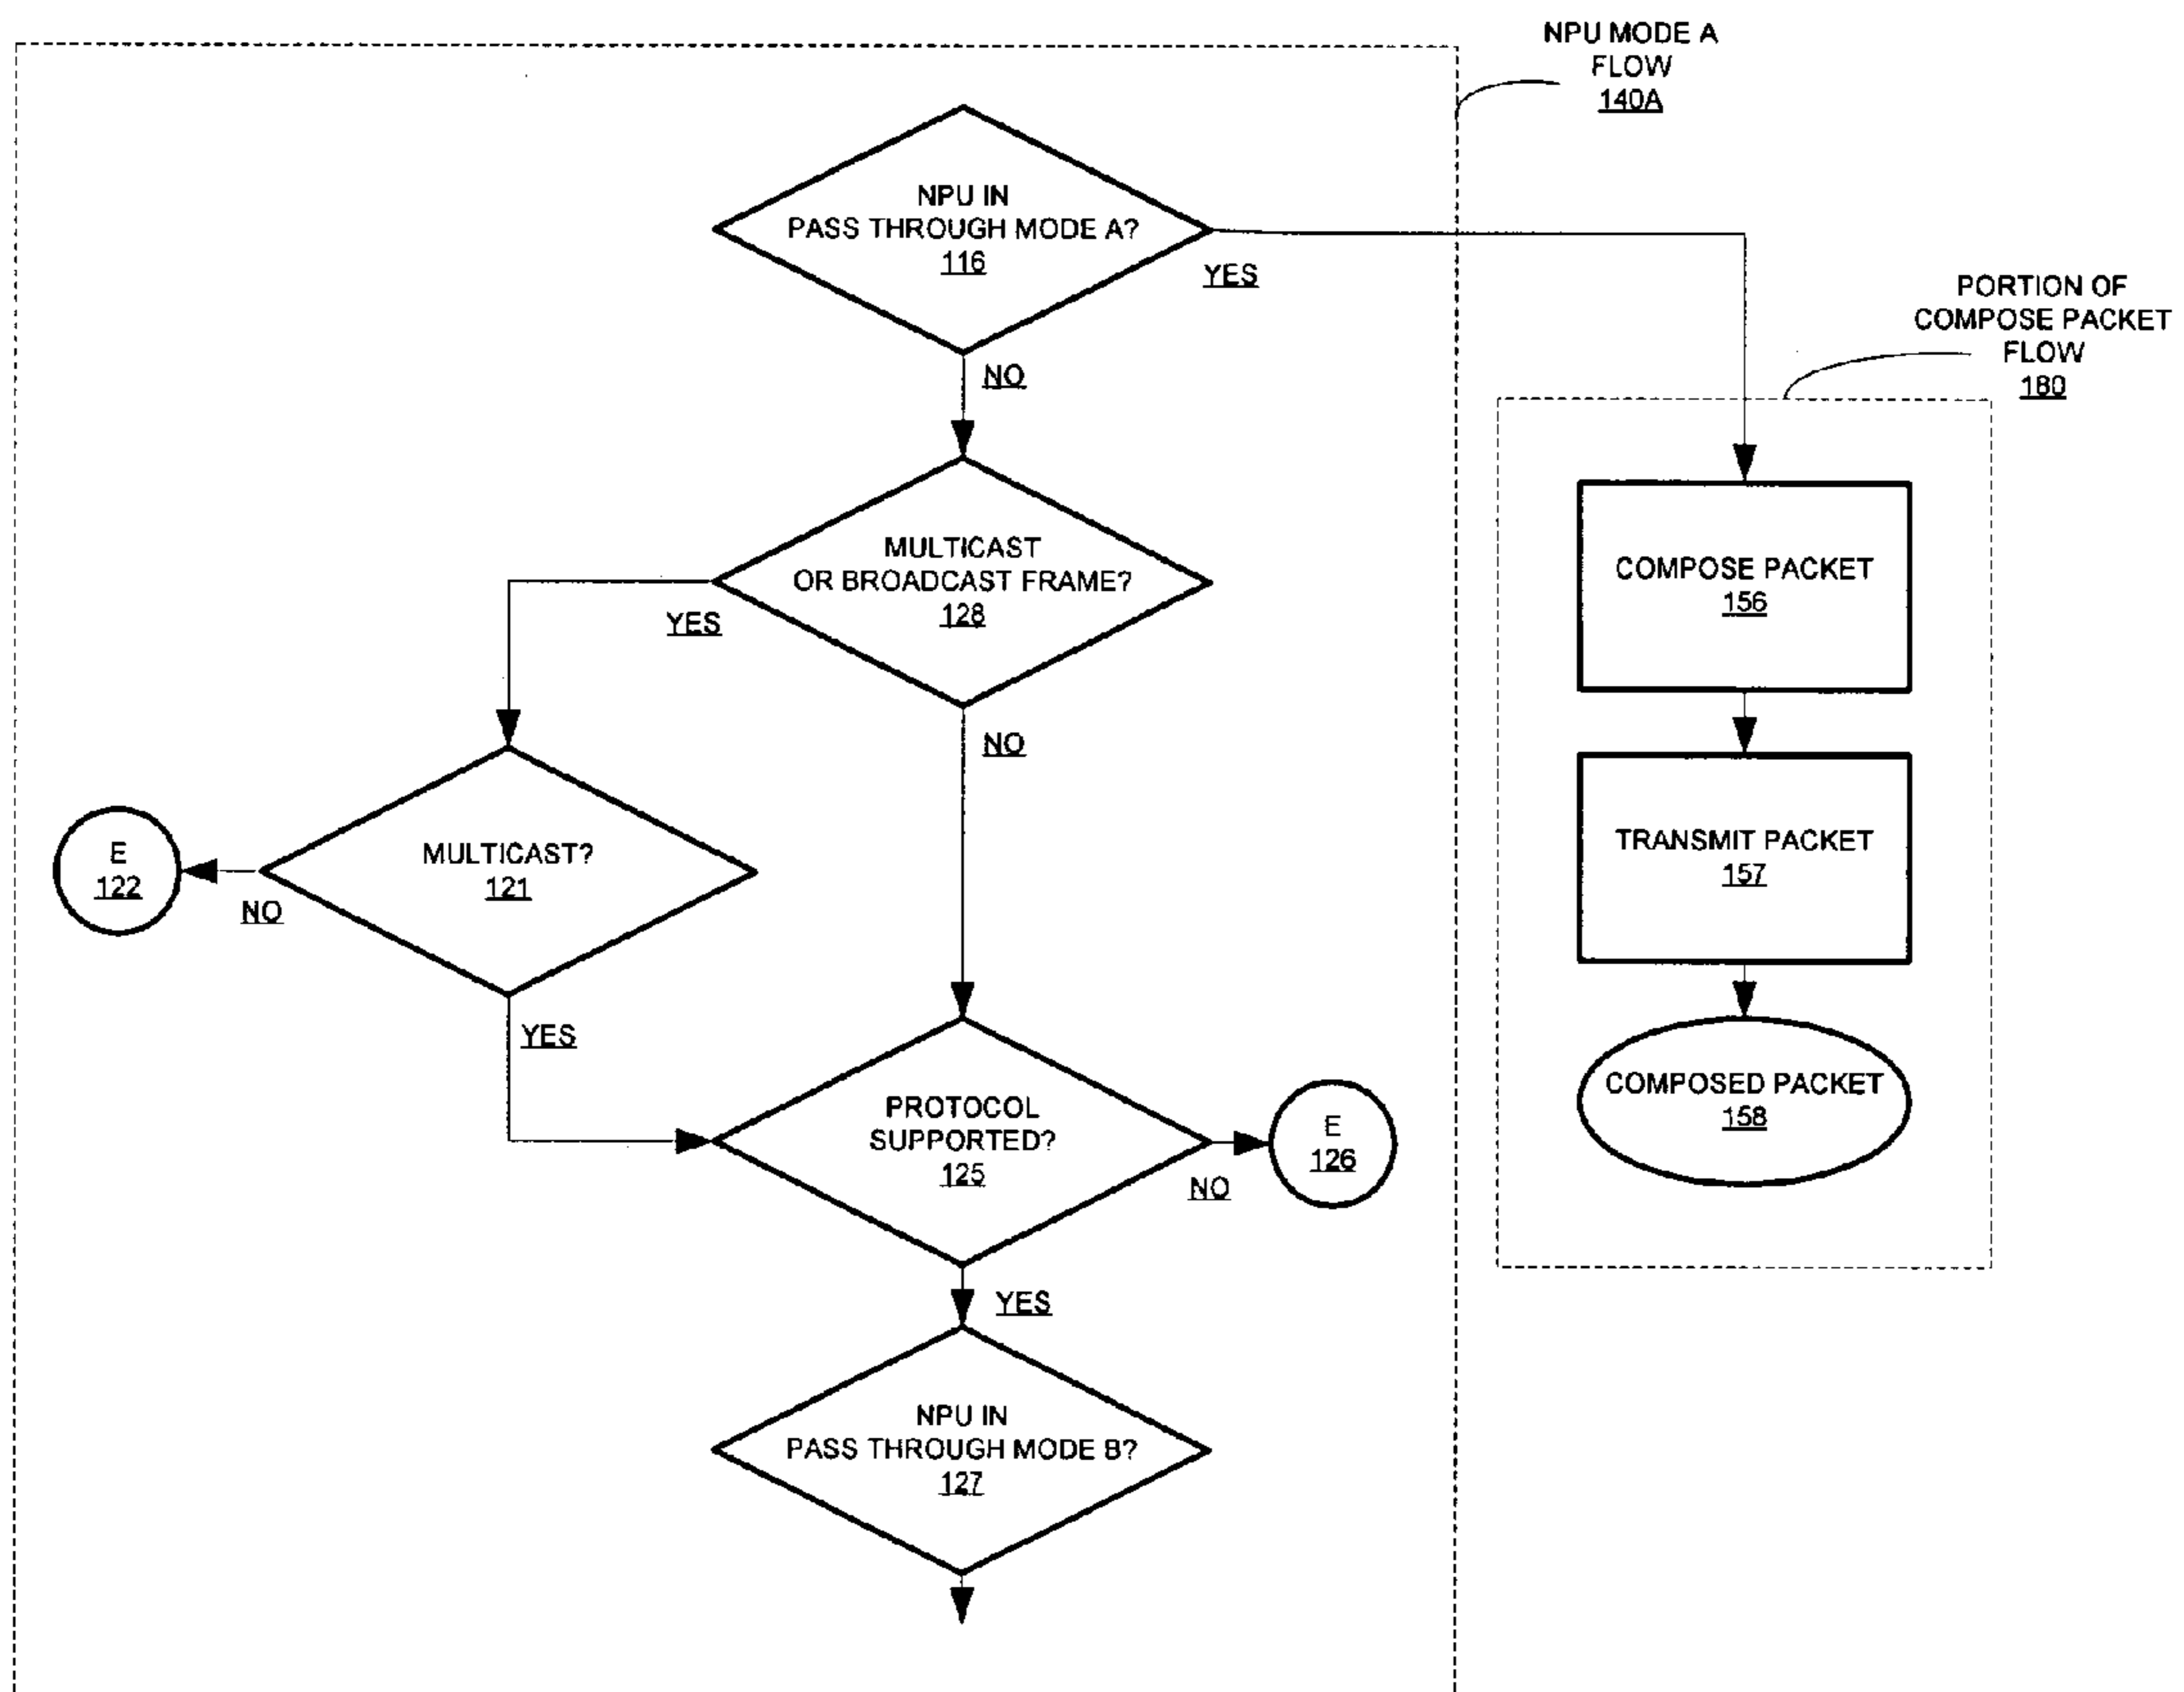 NPU MODE A
FLOW
140A
NPU IN
PASS THROUGH MODE A?
116
YES
NO
PORTION OF
COMPOSE PACKET
FLOW
180
MULTICAST
OR BROADCAST FRAME?
128
YES
NO
COMPOSE PACKET
156
MULTICAST?
121
E
122
NO
YES
TRANSMIT PACKET
157
PROTOCOL
SUPPORTED?
125
E
126
NO
YES
COMPOSED PACKET
158
NPU IN
PASS THROUGH MODE B?
127